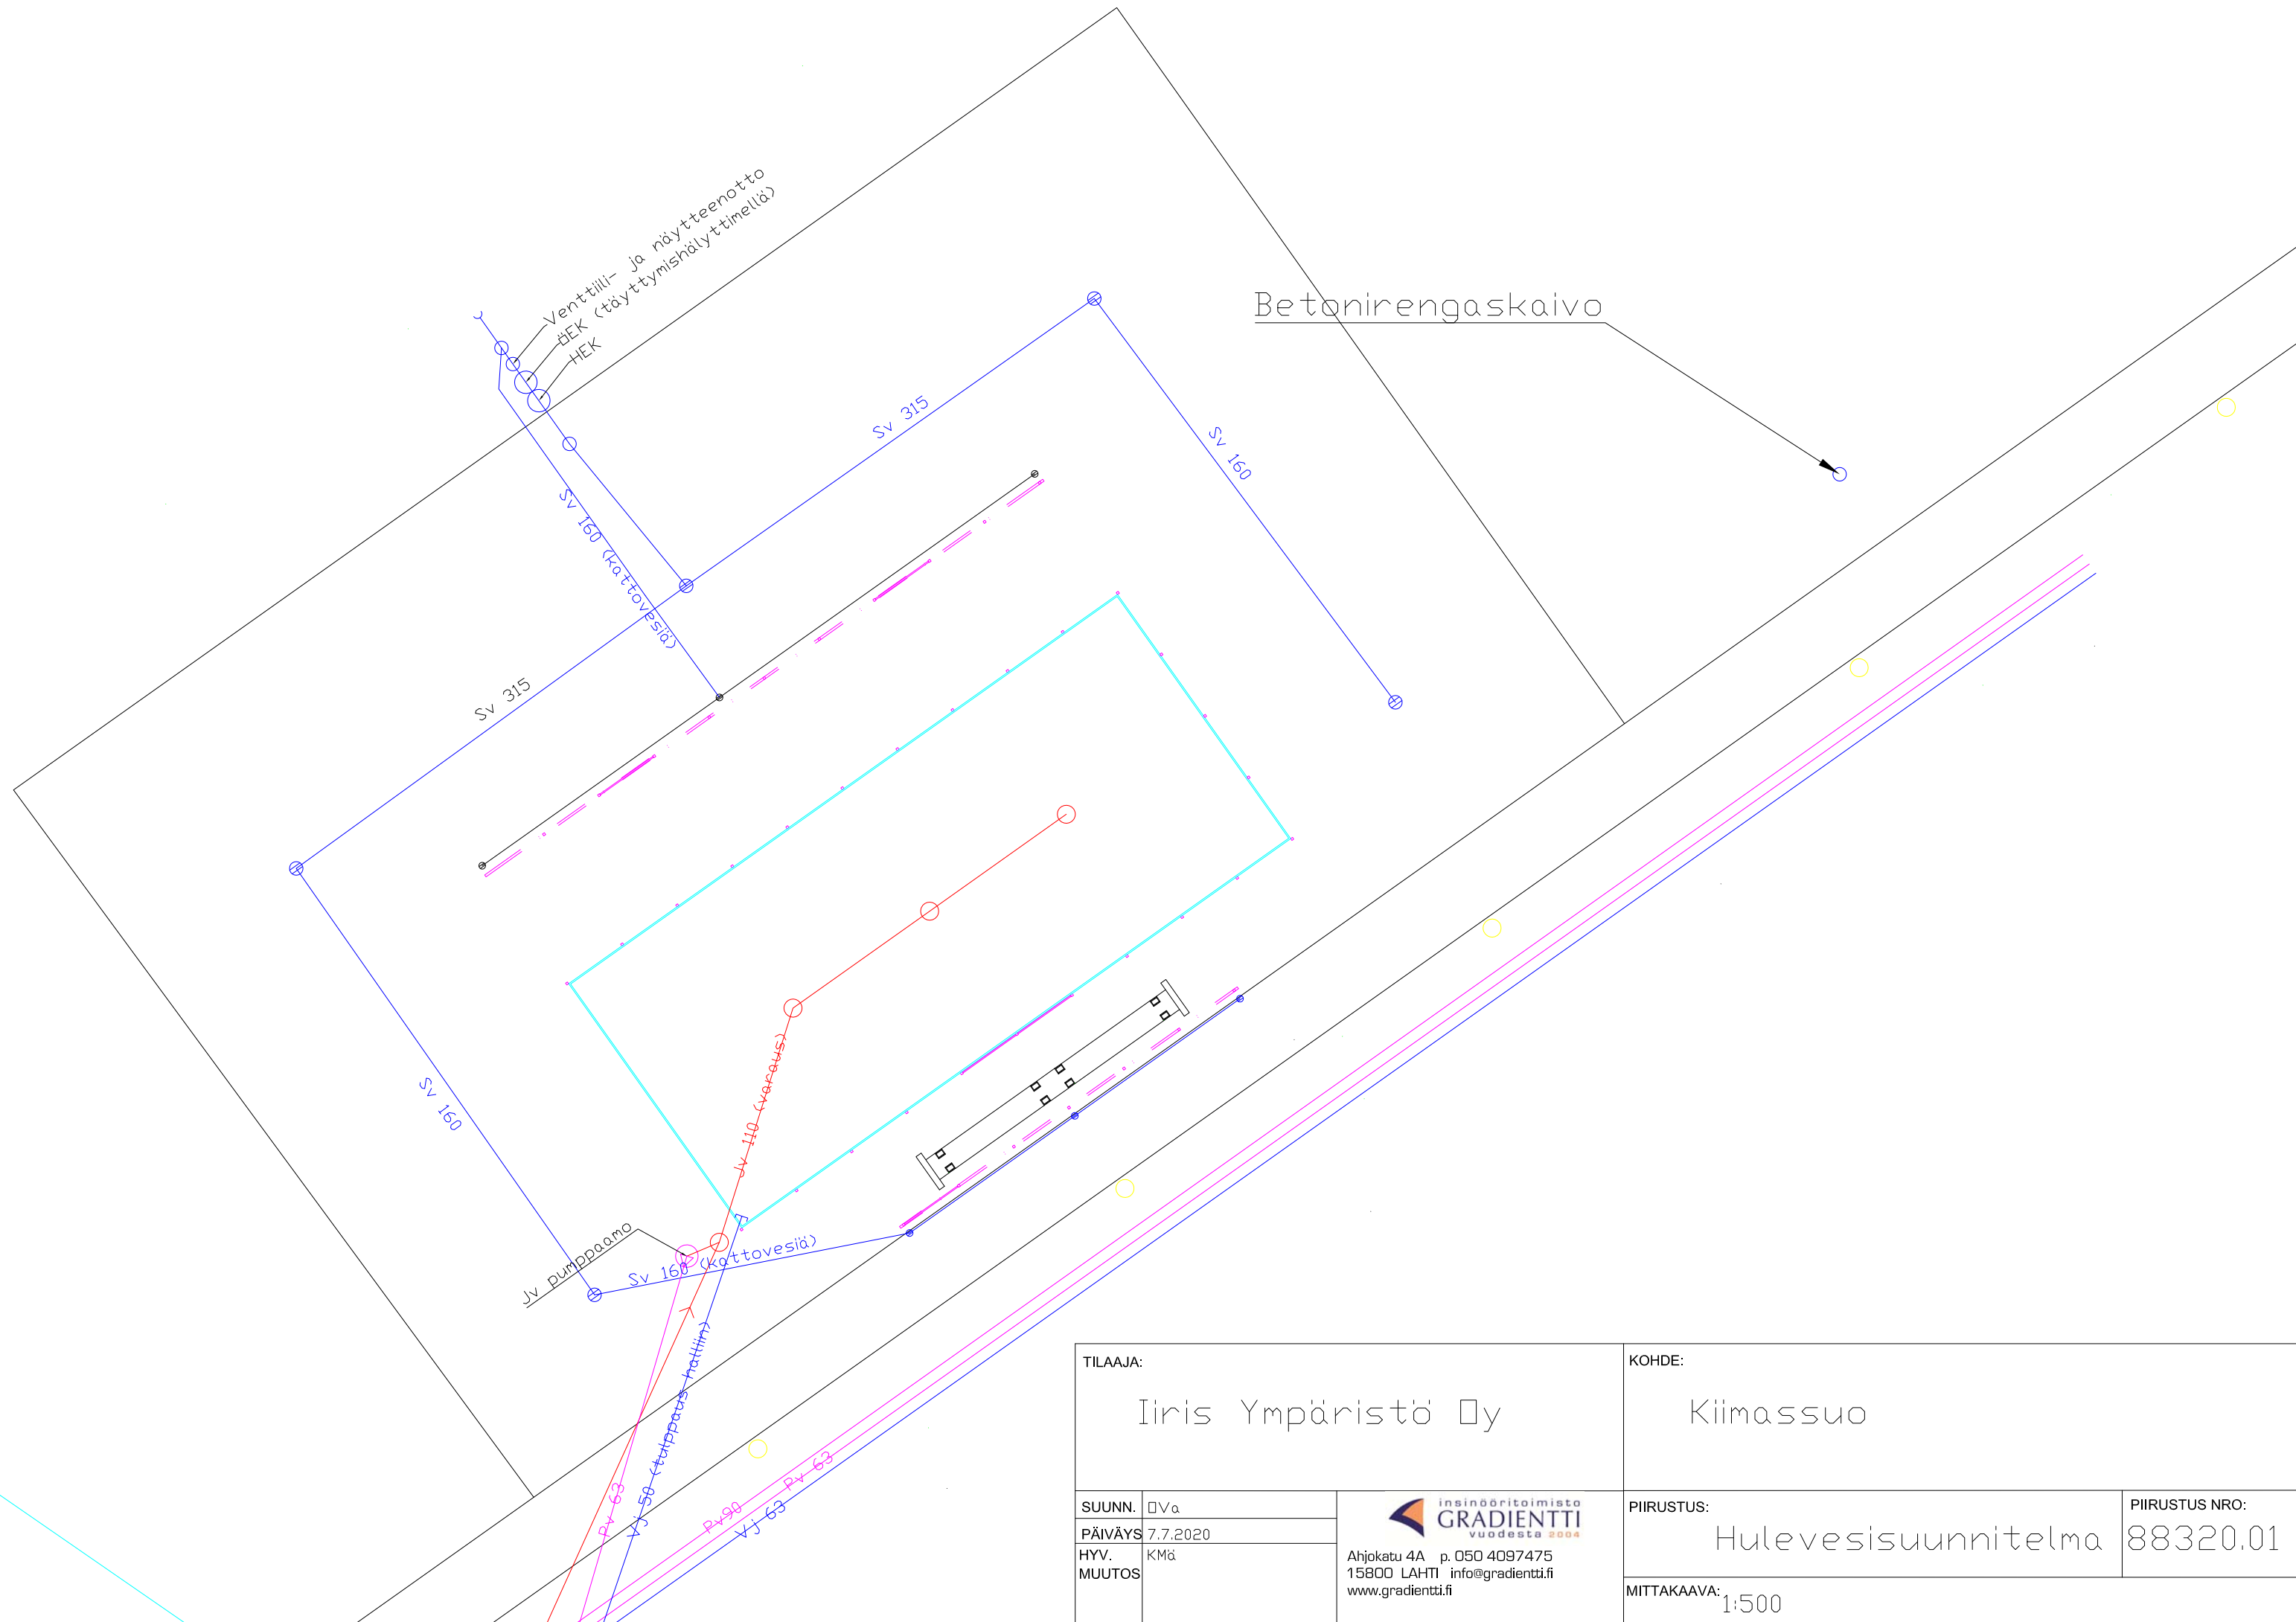 Venttiili- ja näytteenotto
ÖEK (täyttymishälyttimellä)
HEK
Betonirengaskaivo
Sv 315
Sv 160
Sv 160 (kattovesiä)
Sv 315
Sv 160
Jv 110 (varaus)
Jv pumppaamo
Sv 160 (kattovesiä)
Vj 50 (tulppaus halliin)
Pv 63
Pv90
Pv 63
Vj 63
TILAAJA:
Iiris Ympäristö Oy
KOHDE:
Kiimassuo
SUUNN. OVa
PÄIVÄYS 7.7.2020
HYV. KMä
MUUTOS
insinööritoimisto
GRADIENTTI
vuodesta 2004
Ahjokatu 4A p. 050 4097475
15800 LAHTI info@gradientti.fi
www.gradientti.fi
PIIRUSTUS:
Hulevesisuunnitelma
PIIRUSTUS NRO:
88320.01
MITTAKAAVA: 1:500